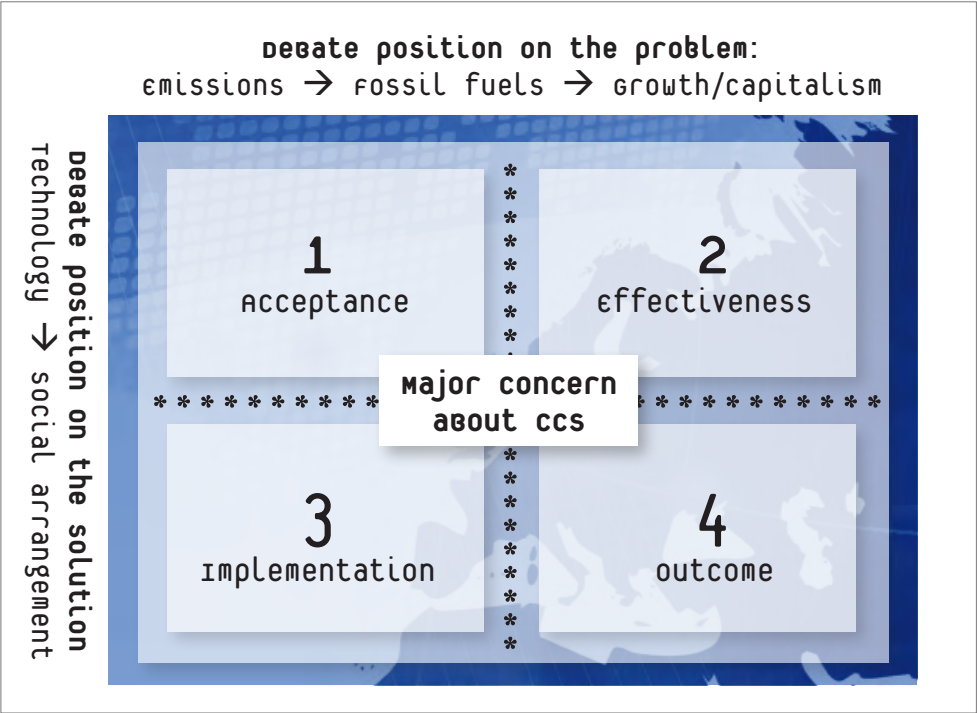 Debate position on the problem:
Emissions → Fossil fuels → Growth/capitalism
Debate position on the solution
Technology → social arrangement
1
Acceptance
2
Effectiveness
Major concern
about ccs
3
Implementation
4
outcome